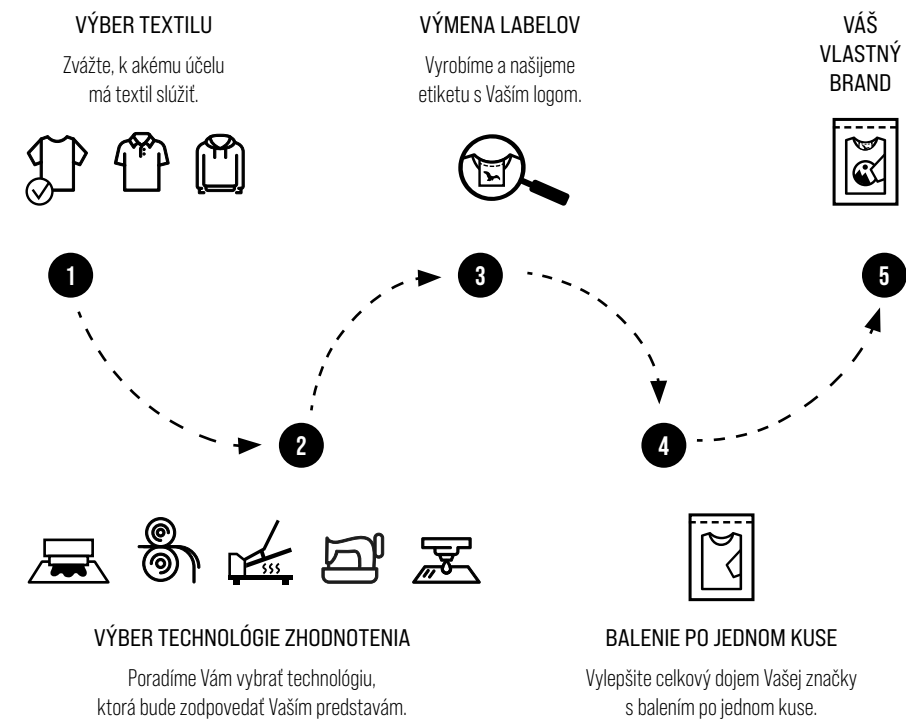 VÝBER TEXTILU
Zvážte, k akému účelu
má textil slúžiť.
1
VÝBER TECHNOLÓGIE ZHODNOTENIA
Poradíme Vám vybrať technológiu,
ktorá bude zodpovedať Vaším predstavám.
2
VÝMENA LABELOV
Vyrobíme a našijeme
etiketu s Vaším logom.
3
BALENIE PO JEDNOM KUSE
Vylepšite celkový dojem Vašej značky
s balením po jednom kuse.
4
VÁŠ
VLASTNÝ
BRAND
5